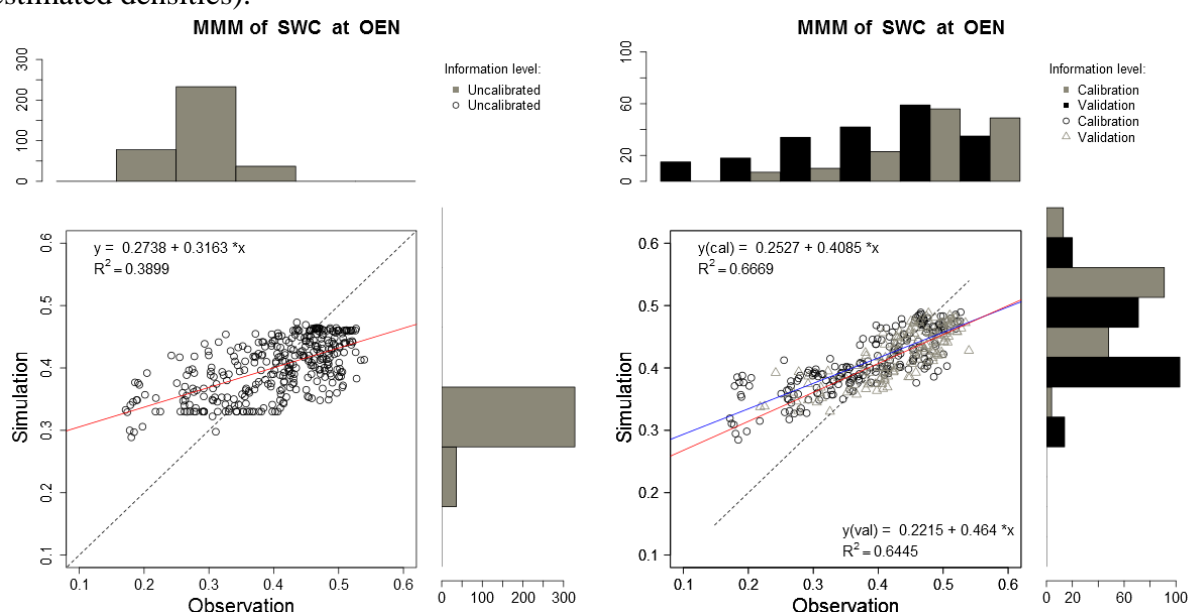 estimated densities).
MMM of SWC at OEN
0 100 200 300
Information level:
Uncalibrated
Uncalibrated
y = 0.2738 + 0.3163 *x
R² = 0.3899
Simulation
0.1 0.2 0.3 0.4 0.5 0.6
0.1 0.2 0.3 0.4 0.5 0.6
Observation
0 100 200 300
MMM of SWC at OEN
0 20 60 100
Information level:
Calibration
Validation
Calibration
Validation
y(cal) = 0.2527 + 0.4085 *x
R² = 0.6669
Simulation
0.1 0.2 0.3 0.4 0.5 0.6
y(val) = 0.2215 + 0.464 *x
R² = 0.6445
0.1 0.2 0.3 0.4 0.5 0.6
Observation
0 20 60 100